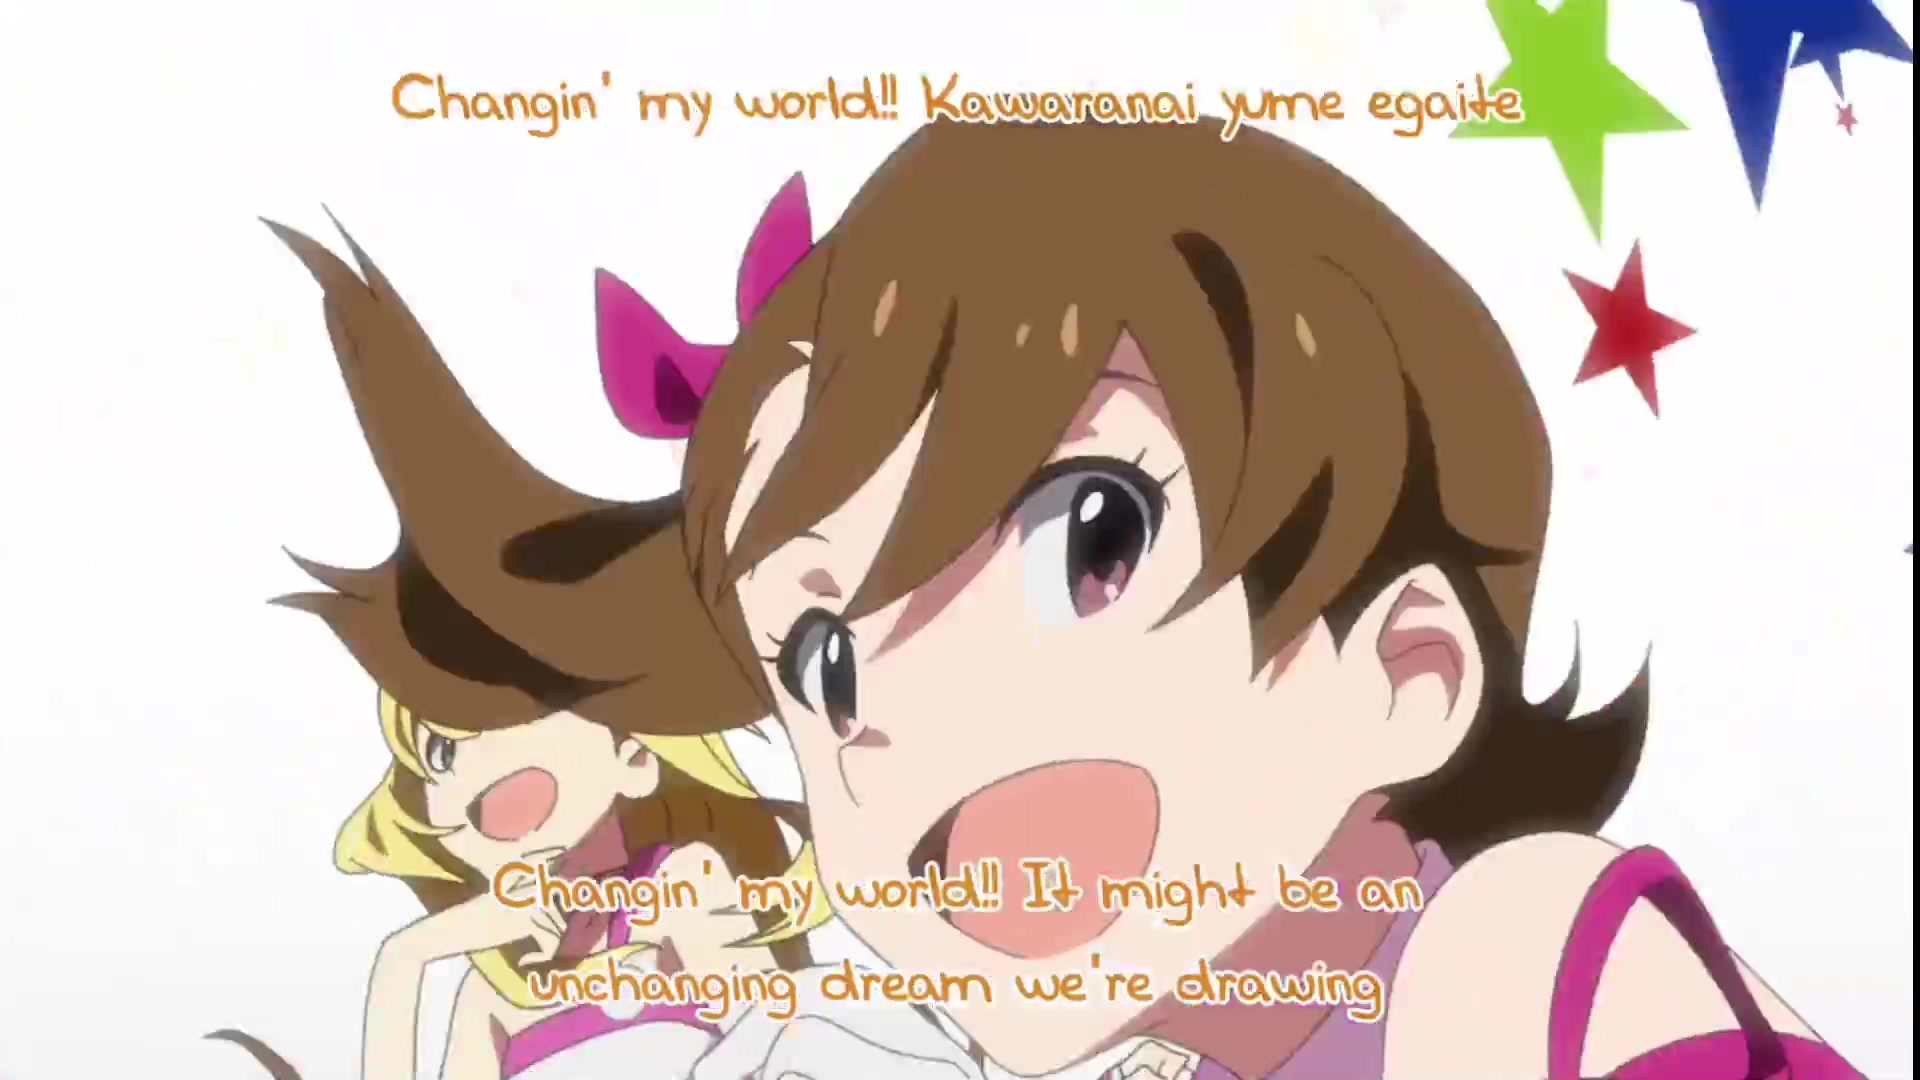 Changin' my world!! Kawaranai yume egaite
Changin' my world!! It might be an
unchanging dream we're drawing